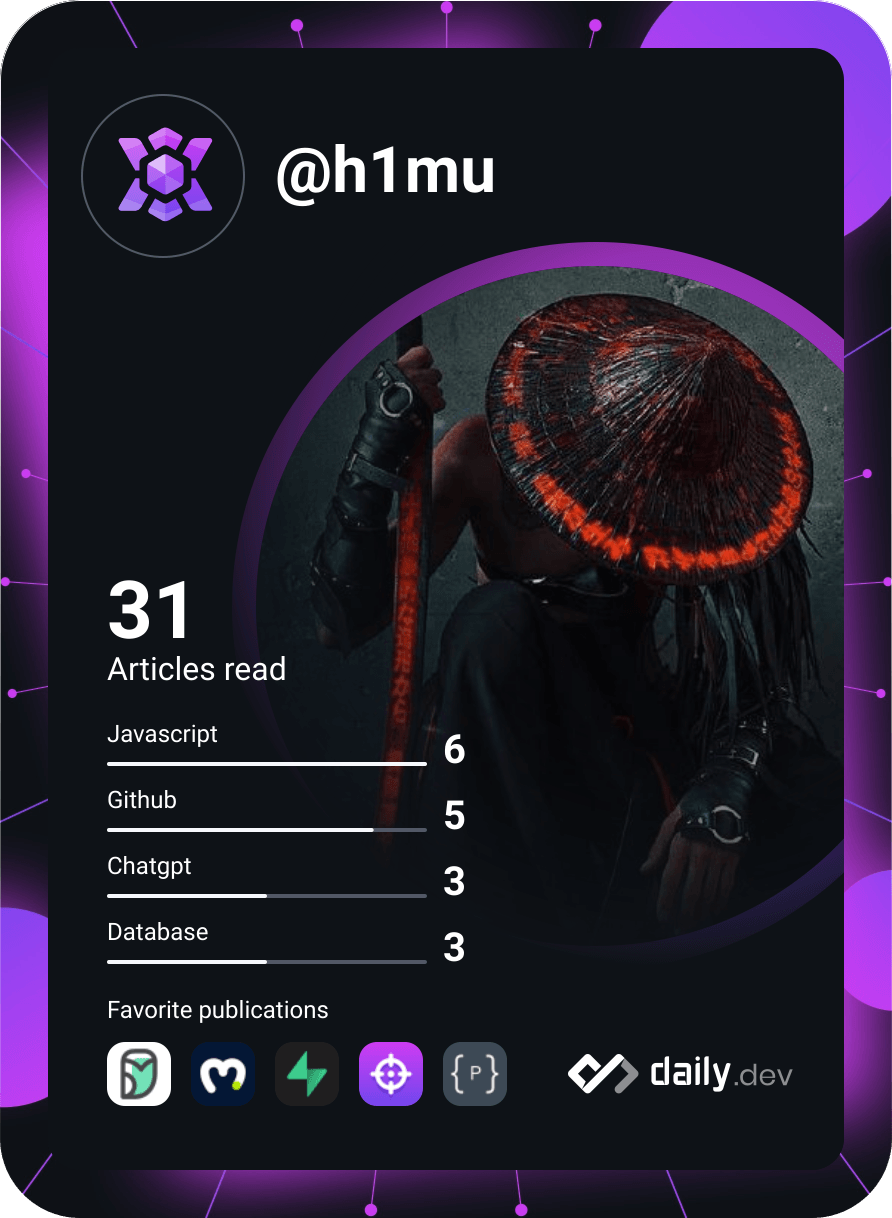 @h1mu
31
Articles read
Javascript
6
Github
5
Chatgpt
3
Database
3
Favorite publications
{P}
daily.dev